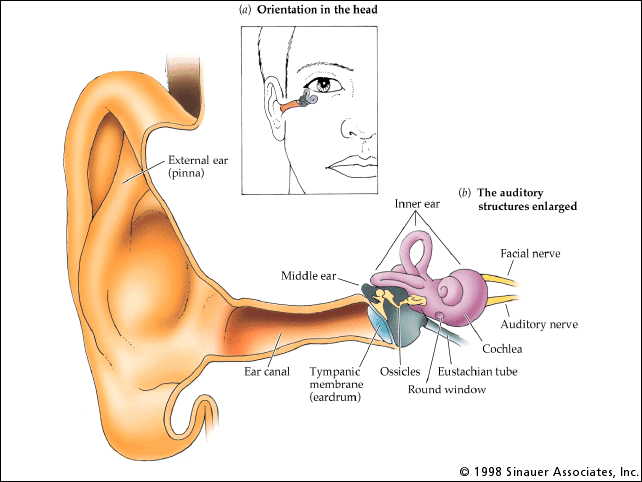 (a) Orientation in the head
External ear
(pinna)
(b) The auditory
structures enlarged
Inner ear
Facial nerve
Middle ear
Auditory nerve
Cochlea
Ear canal
Tympanic
membrane
(eardrum)
Ossicles
Eustachian tube
Round window
© 1998 Sinauer Associates, Inc.